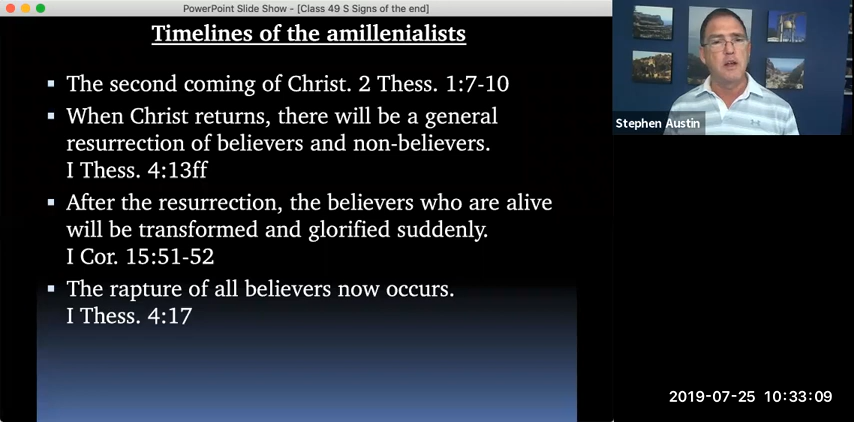 PowerPoint Slide Show - [Class 49 S Signs of the end]
Timelines of the amillenialists
▪ The second coming of Christ. 2 Thess. 1:7-10
▪ When Christ returns, there will be a general
resurrection of believers and non-believers.
I Thess. 4:13ff
▪ After the resurrection, the believers who are alive
will be transformed and glorified suddenly.
I Cor. 15:51-52
▪ The rapture of all believers now occurs.
I Thess. 4:17
Stephen Austin
2019-07-25 10:33:09